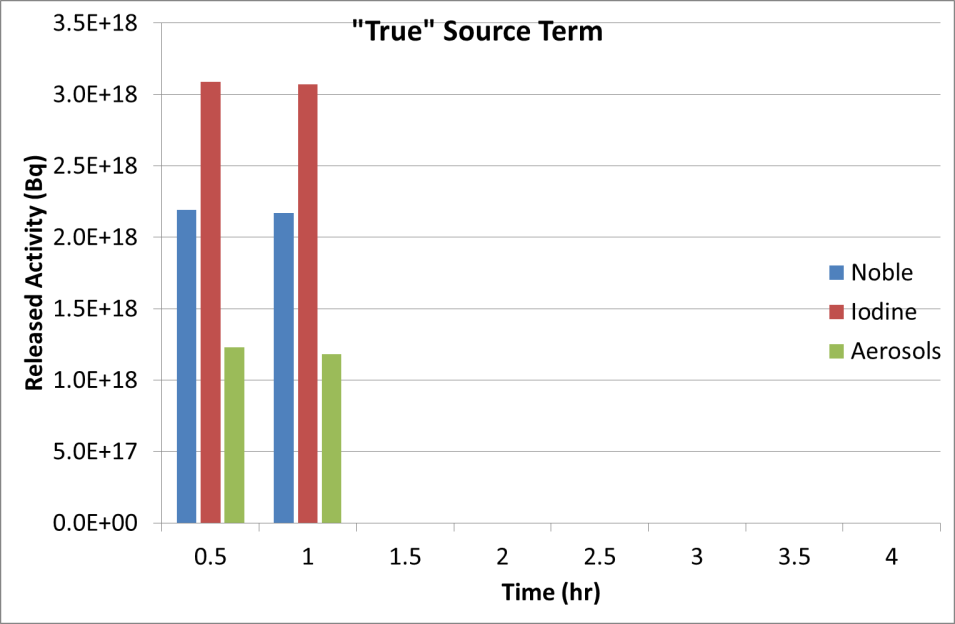 "True" Source Term
Released Activity (Bq)
3.5E+18
3.0E+18
2.5E+18
2.0E+18
1.5E+18
1.0E+18
5.0E+17
0.0E+00
0.5 1 1.5 2 2.5 3 3.5 4
Time (hr)
Noble
Iodine
Aerosols